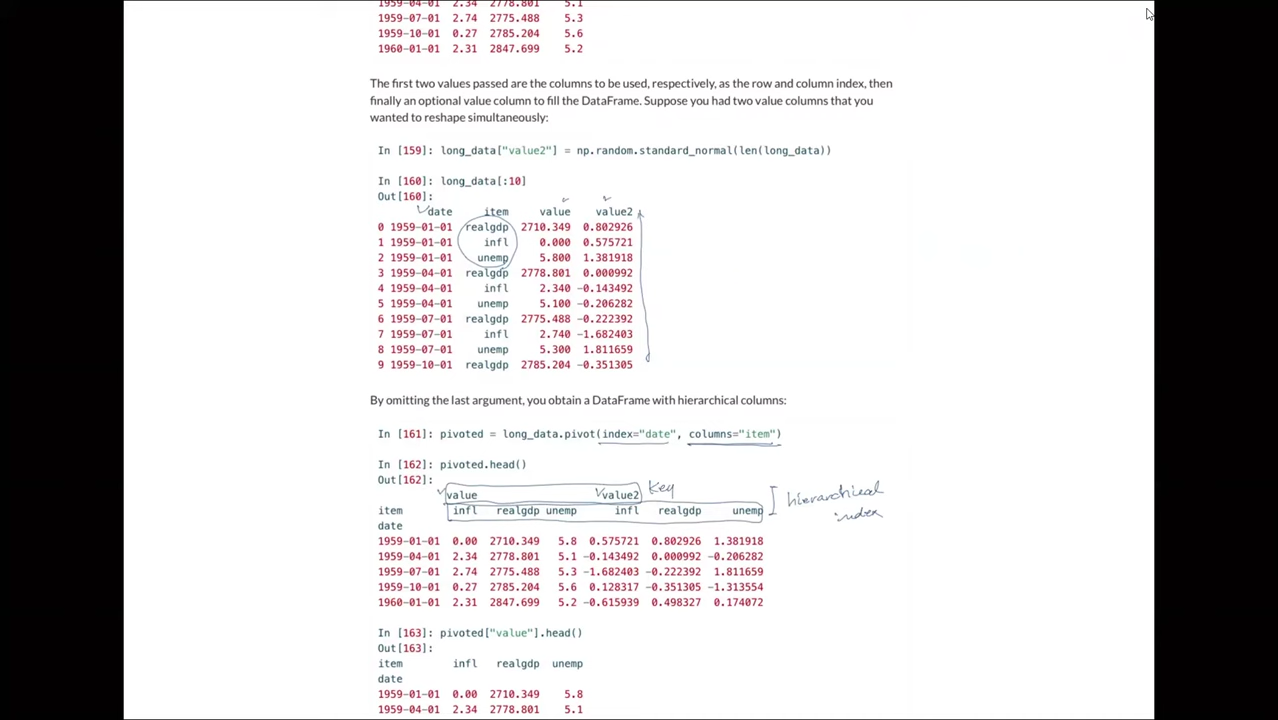 1959-04-01 2.34 2778.801 5.1
1959-07-01 2.74 2775.488 5.3
1959-10-01 0.27 2785.204 5.6
1960-01-01 2.31 2847.699 5.2
The first two values passed are the columns to be used, respectively, as the row and column index, then
finally an optional value column to fill the DataFrame. Suppose you had two value columns that you
wanted to reshape simultaneously:
In [159]: long_data["value2"] = np.random.standard_normal(len(long_data))
In [160]: long_data[:10]
Out[160]:
date item value value2
0 1959-01-01 realgdp 2710.349 0.802926
1 1959-01-01 infl 0.000 0.575721
2 1959-01-01 unemp 5.800 1.381918
3 1959-04-01 realgdp 2778.801 0.000992
4 1959-04-01 infl 2.340 -0.143492
5 1959-04-01 unemp 5.100 -0.206282
6 1959-07-01 realgdp 2775.488 -0.222392
7 1959-07-01 infl 2.740 -1.682403
8 1959-07-01 unemp 5.300 1.811659
9 1959-10-01 realgdp 2785.204 -0.351305
By omitting the last argument, you obtain a DataFrame with hierarchical columns:
In [161]: pivoted = long_data.pivot(index="date", columns="item")
In [162]: pivoted.head()
Out[162]:
value value2 Key
item infl realgdp unemp infl realgdp unemp hierarchical
date index
1959-01-01 0.00 2710.349 5.8 0.575721 0.802926 1.381918
1959-04-01 2.34 2778.801 5.1 -0.143492 0.000992 -0.206282
1959-07-01 2.74 2775.488 5.3 -1.682403 -0.222392 1.811659
1959-10-01 0.27 2785.204 5.6 0.128317 -0.351305 -1.313554
1960-01-01 2.31 2847.699 5.2 -0.615939 0.498327 0.174072
In [163]: pivoted["value"].head()
Out[163]:
item infl realgdp unemp
date
1959-01-01 0.00 2710.349 5.8
1959-04-01 2.34 2778.801 5.1